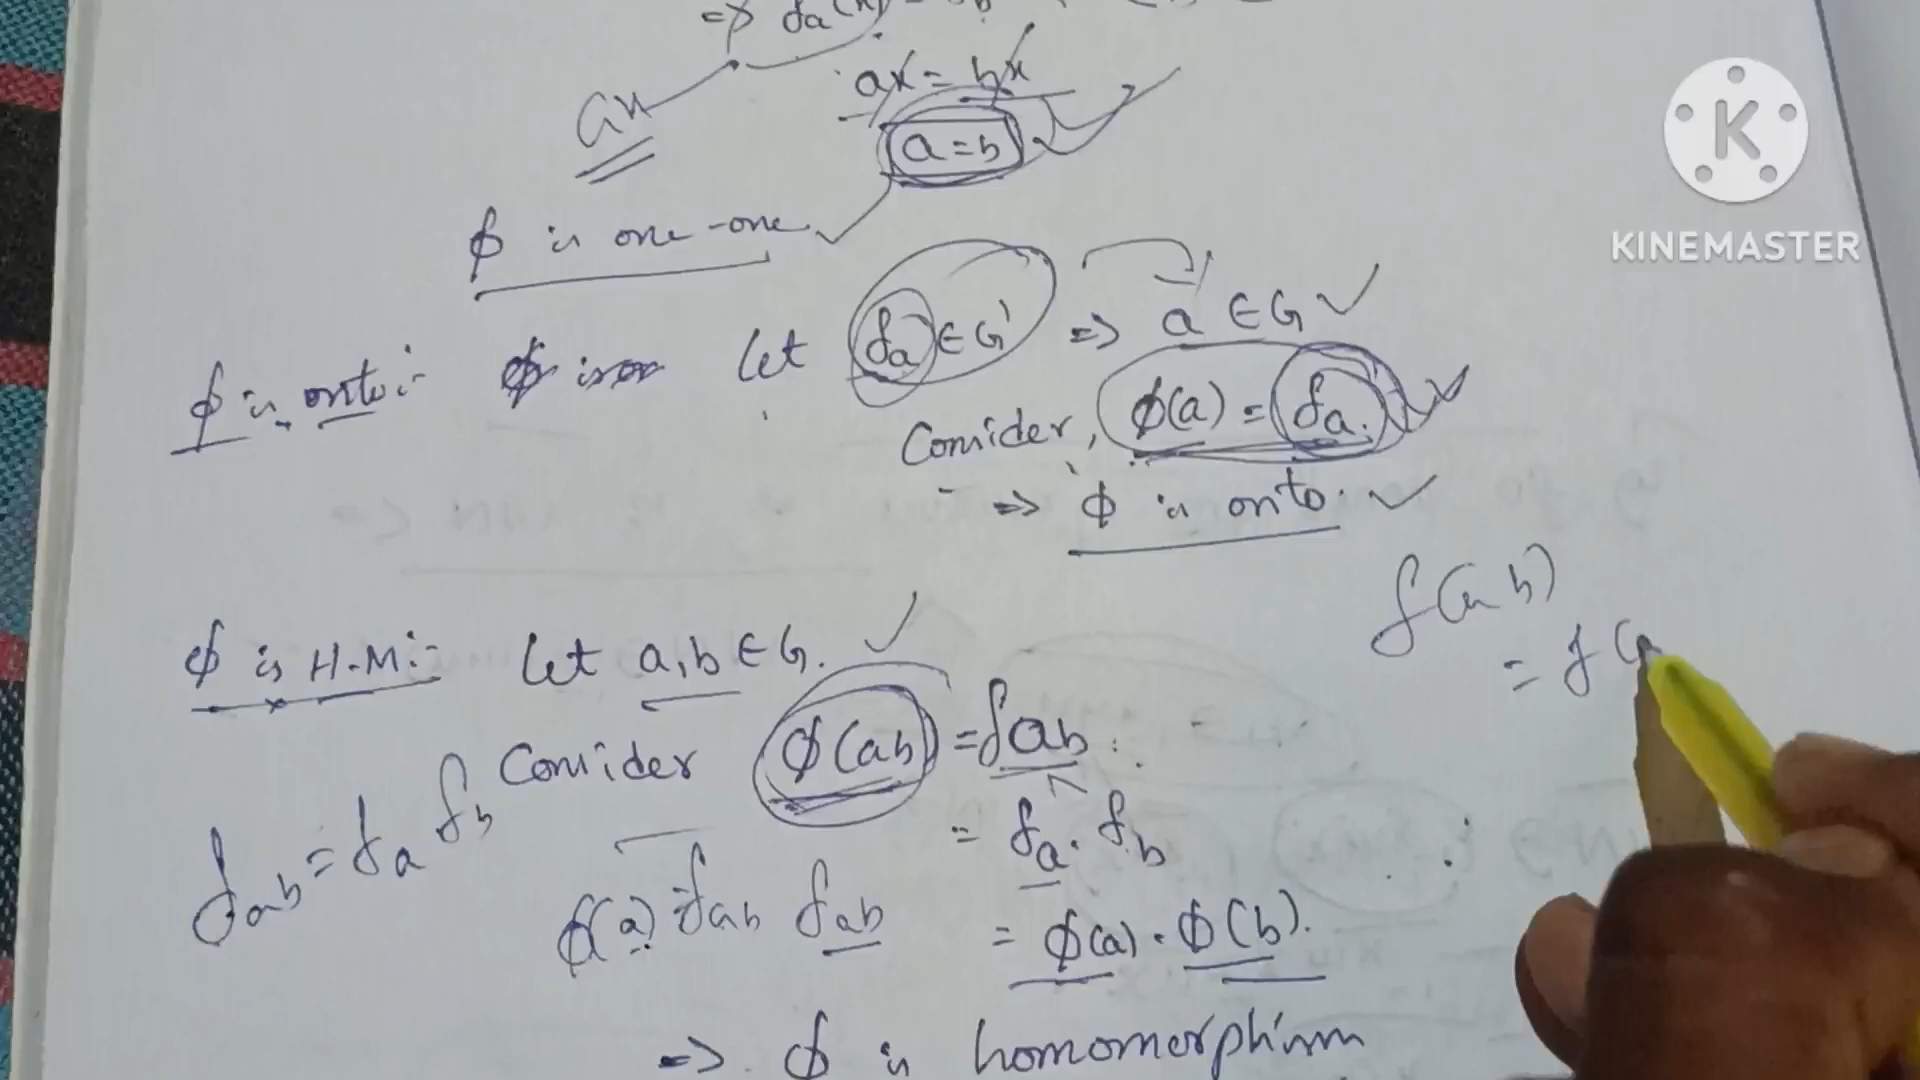 ax = bx
ax
a=b
KINEMASTER
φ is one-one
φ is onto:- Let fa ∈ G' => a ∈ G
Consider, φ(a) = fa.
=> φ is onto.
f(ab)
= f(
φ is H.M:- Let a,b ∈ G.
Consider φ(ab) = fab.
fab = fa fb
= fa . fb
φ(a) = fab fab
= φ(a) . φ(b).
=> φ is homomorphism